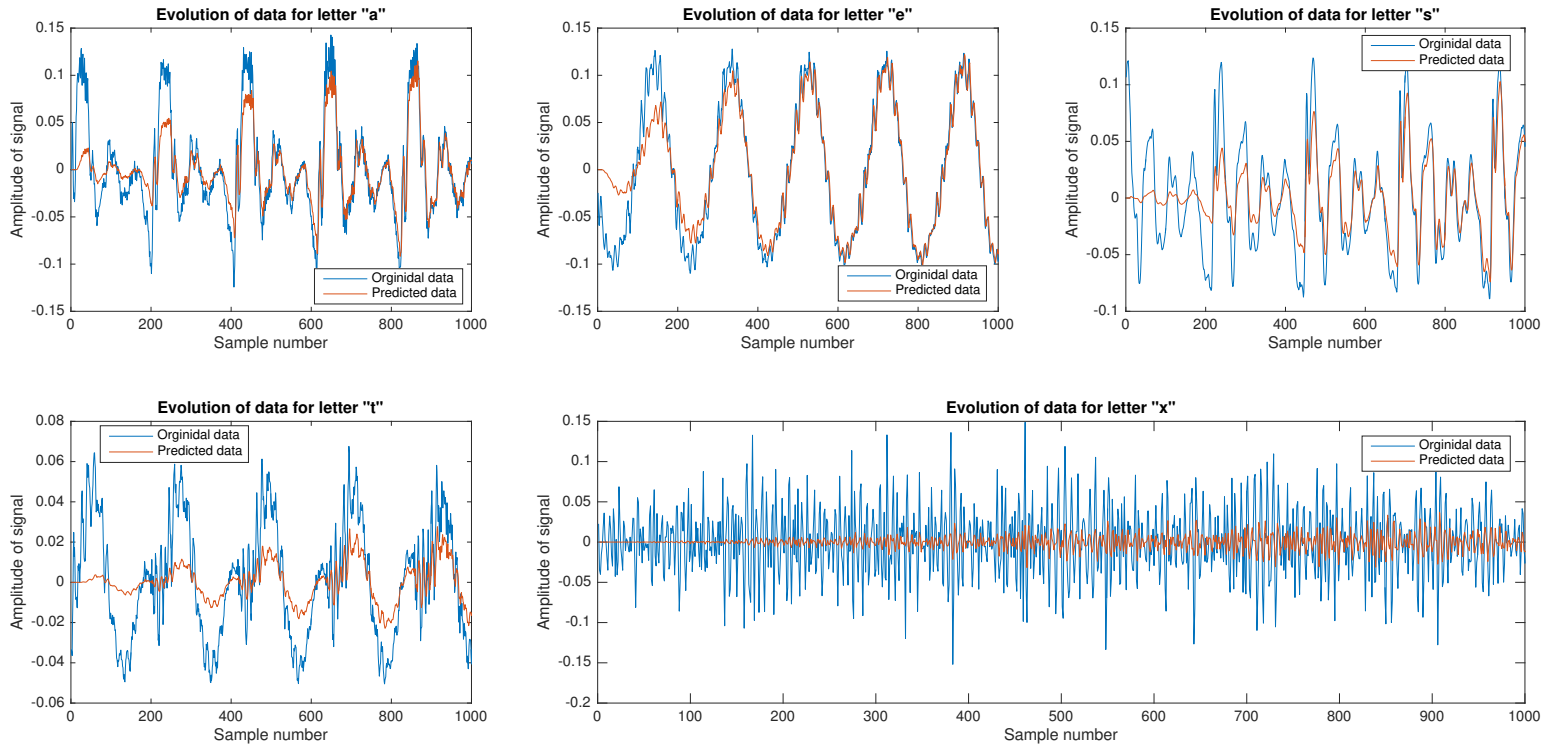 Evolution of data for letter "a"
Amplitude of signal
0.15
0.1
0.05
0
-0.05
-0.1
-0.15
Orginidal data
Predicted data
0 200 400 600 800 1000
Sample number
Evolution of data for letter "e"
Amplitude of signal
0.15
0.1
0.05
0
-0.05
-0.1
-0.15
Orginidal data
Predicted data
0 200 400 600 800 1000
Sample number
Evolution of data for letter "s"
Amplitude of signal
Orginidal data
Predicted data
0.15
0.1
0.05
0
-0.05
-0.1
0 200 400 600 800 1000
Sample number
Evolution of data for letter "t"
Amplitude of signal
Orginidal data
Predicted data
0.08
0.06
0.04
0.02
0
-0.02
-0.04
-0.06
0 200 400 600 800 1000
Sample number
Evolution of data for letter "x"
Amplitude of signal
Orginidal data
Predicted data
0.15
0.1
0.05
0
-0.05
-0.1
-0.15
-0.2
0 100 200 300 400 500 600 700 800 900 1000
Sample number